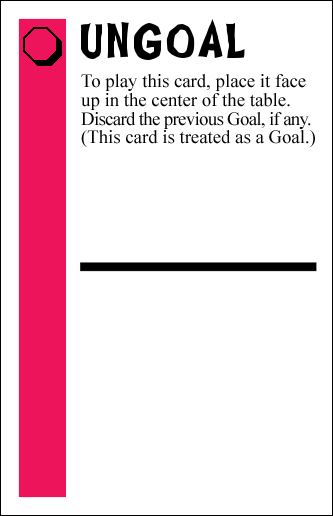 UNGOAL
To play this card, place it face
up in the center of the table.
Discard the previous Goal, if any.
(This card is treated as a Goal.)